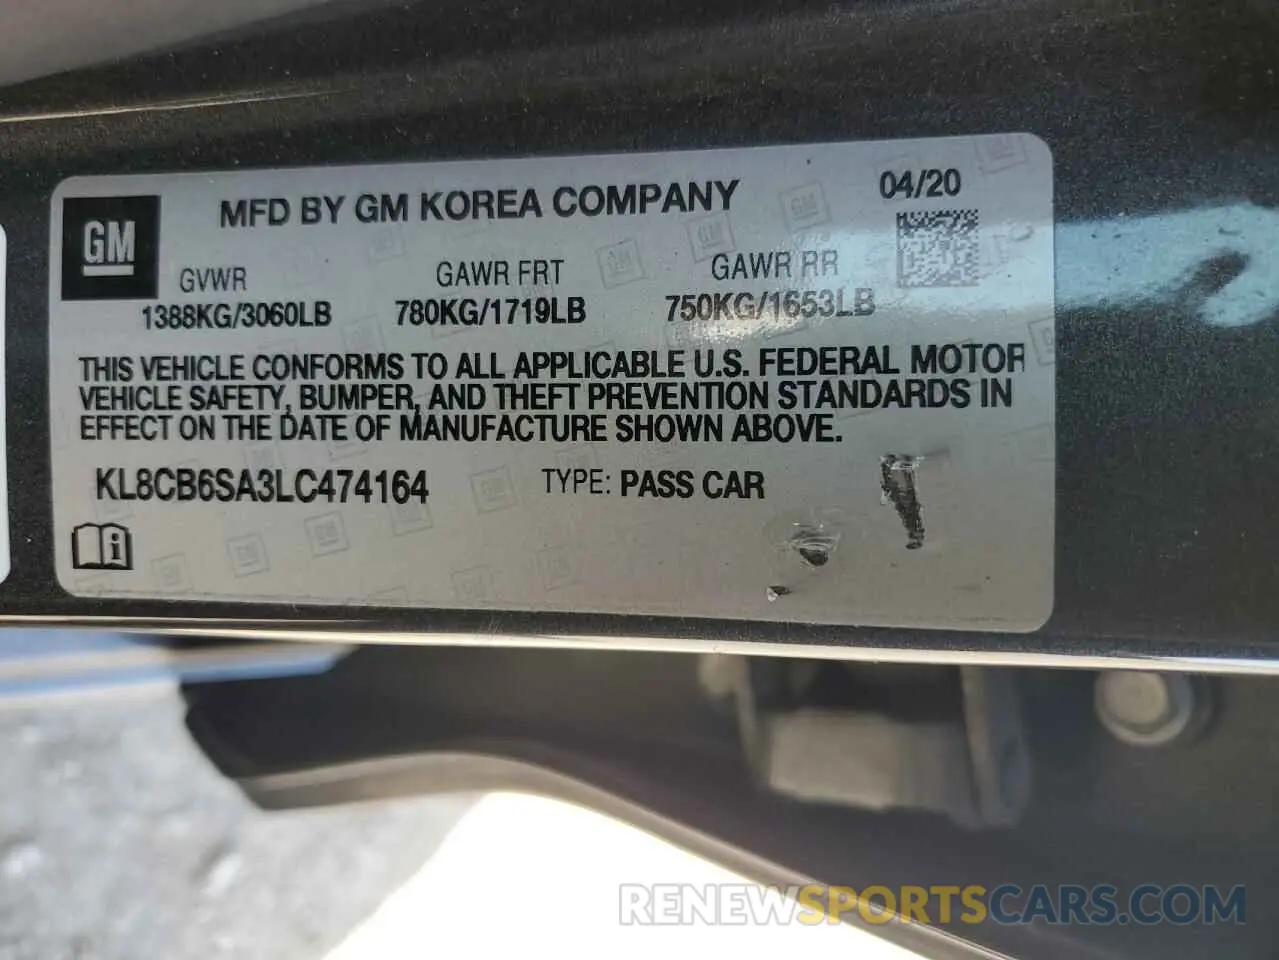 MFD BY GM KOREA COMPANY
04/20
GM
GVWR
GAWR FRT
GAWR RR
1388KG/3060LB
780KG/1719LB
750KG/1653LB
THIS VEHICLE CONFORMS TO ALL APPLICABLE U.S. FEDERAL MOTOR
VEHICLE SAFETY, BUMPER, AND THEFT PREVENTION STANDARDS IN
EFFECT ON THE DATE OF MANUFACTURE SHOWN ABOVE.
KL8CB6SA3LC474164
TYPE: PASS CAR
RENEWSPORTSCARS.COM